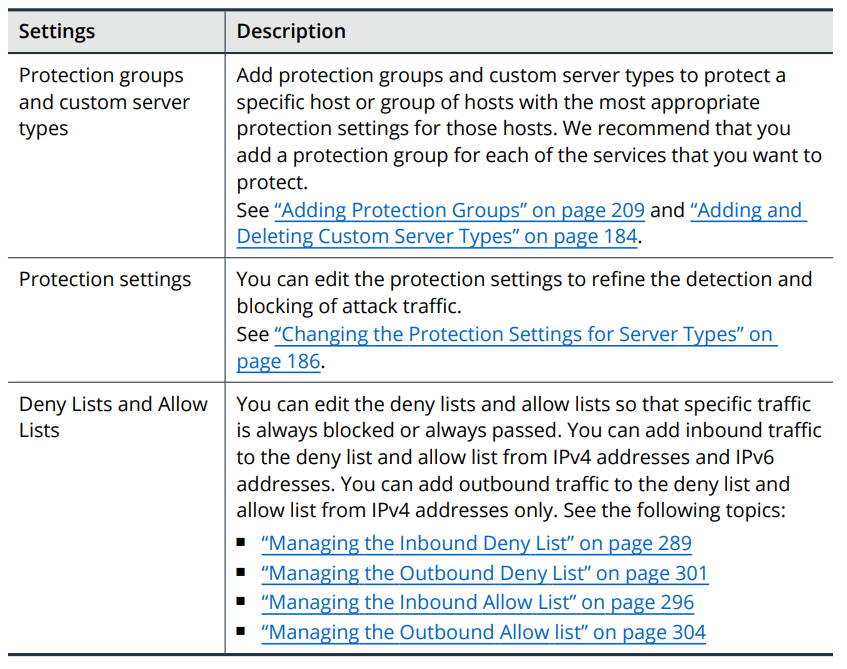 Settings
Description
Protection groups
and custom server
types
Add protection groups and custom server types to protect a
specific host or group of hosts with the most appropriate
protection settings for those hosts. We recommend that you
add a protection group for each of the services that you want to
protect.
See “Adding Protection Groups” on page 209 and “Adding and
Deleting Custom Server Types” on page 184.
Protection settings
You can edit the protection settings to refine the detection and
blocking of attack traffic.
See “Changing the Protection Settings for Server Types” on
page 186.
Deny Lists and Allow
Lists
You can edit the deny lists and allow lists so that specific traffic
is always blocked or always passed. You can add inbound traffic
to the deny list and allow list from IPv4 addresses and IPv6
addresses. You can add outbound traffic to the deny list and
allow list from IPv4 addresses only. See the following topics:
■ “Managing the Inbound Deny List” on page 289
■ “Managing the Outbound Deny List” on page 301
■ “Managing the Inbound Allow List” on page 296
■ “Managing the Outbound Allow list” on page 304